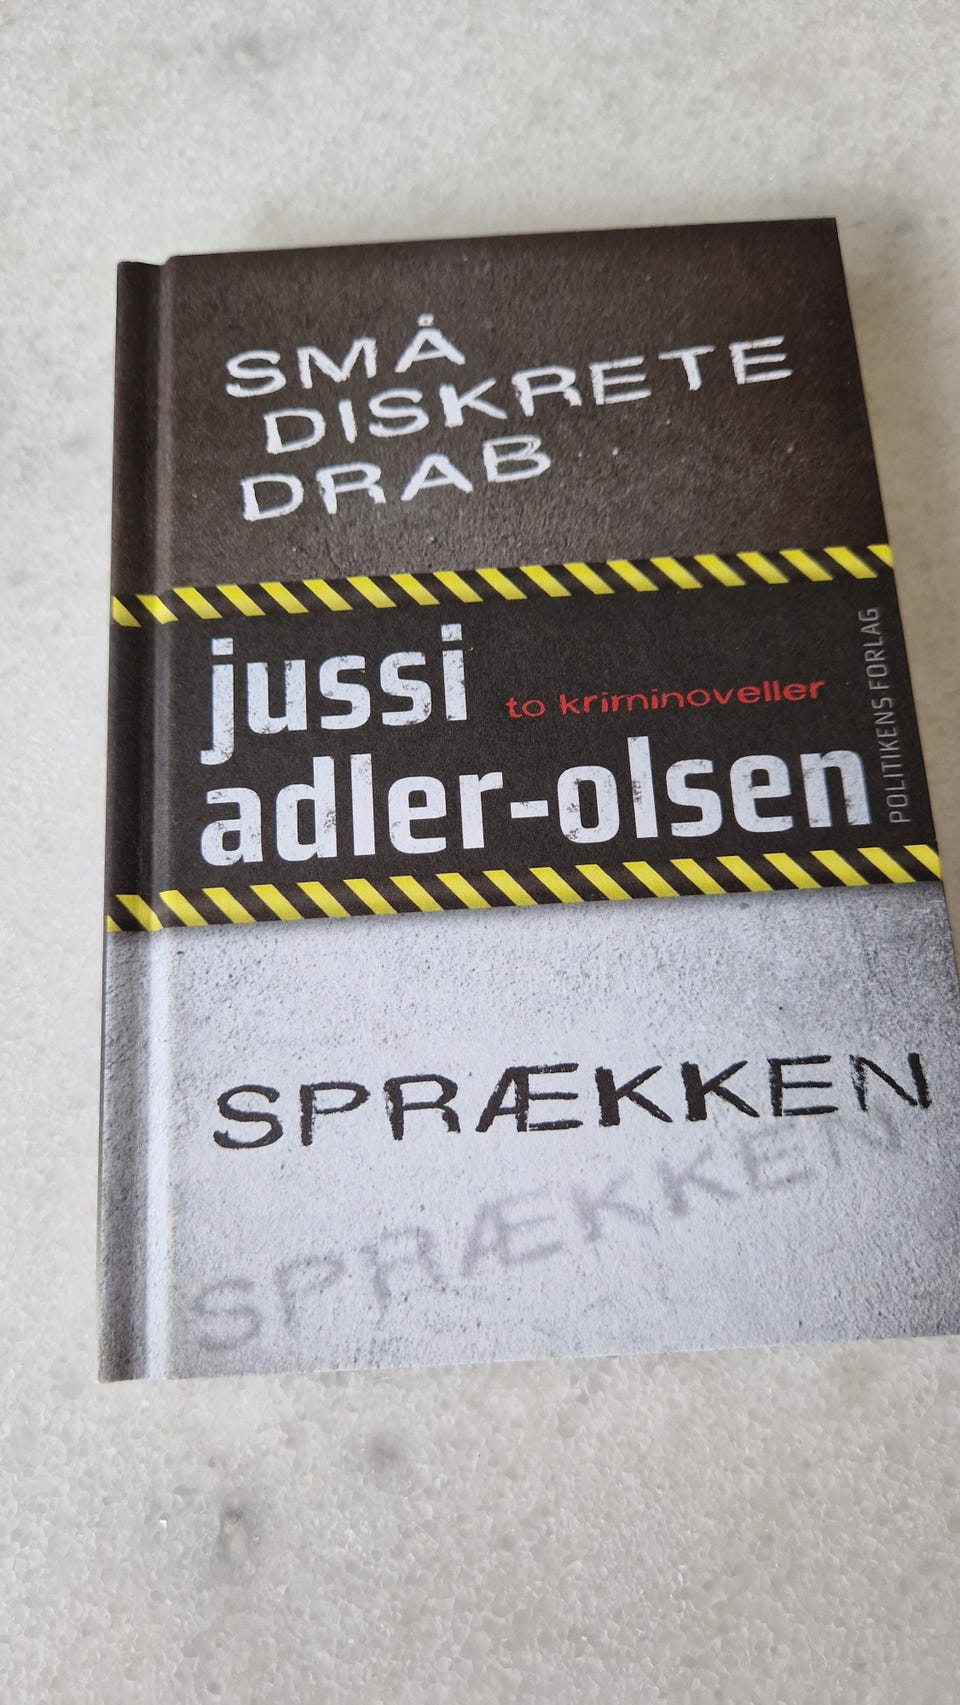 SMÅ
DISKRETE
DRAB
jussi
to kriminoveller
adler-olsen
POLITIKENS FORLAG
SPRÆKKEN
SPRÆKKEN